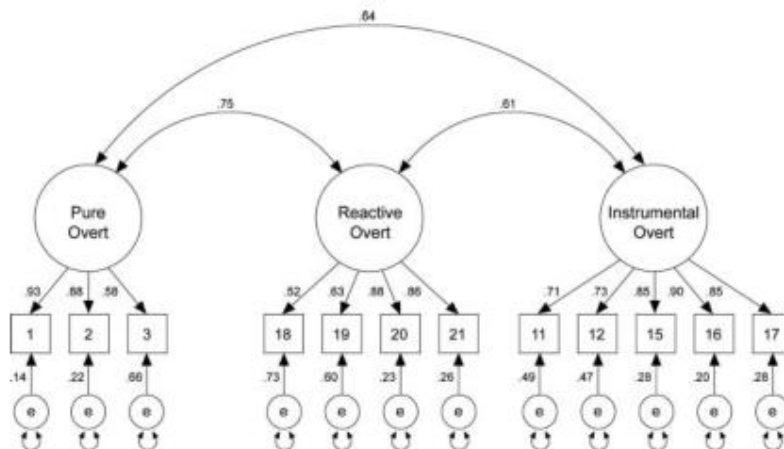 .64
.75 .61
Pure Overt
Reactive Overt
Instrumental Overt
.93 .88 .58 .52 .63 .88 .86 .71 .73 .85 .90 .85
1 2 3 18 19 20 21 11 12 15 16 17
.14 .22 .66 .73 .60 .23 .26 .49 .47 .28 .20 .28
e e e e e e e e e e e e